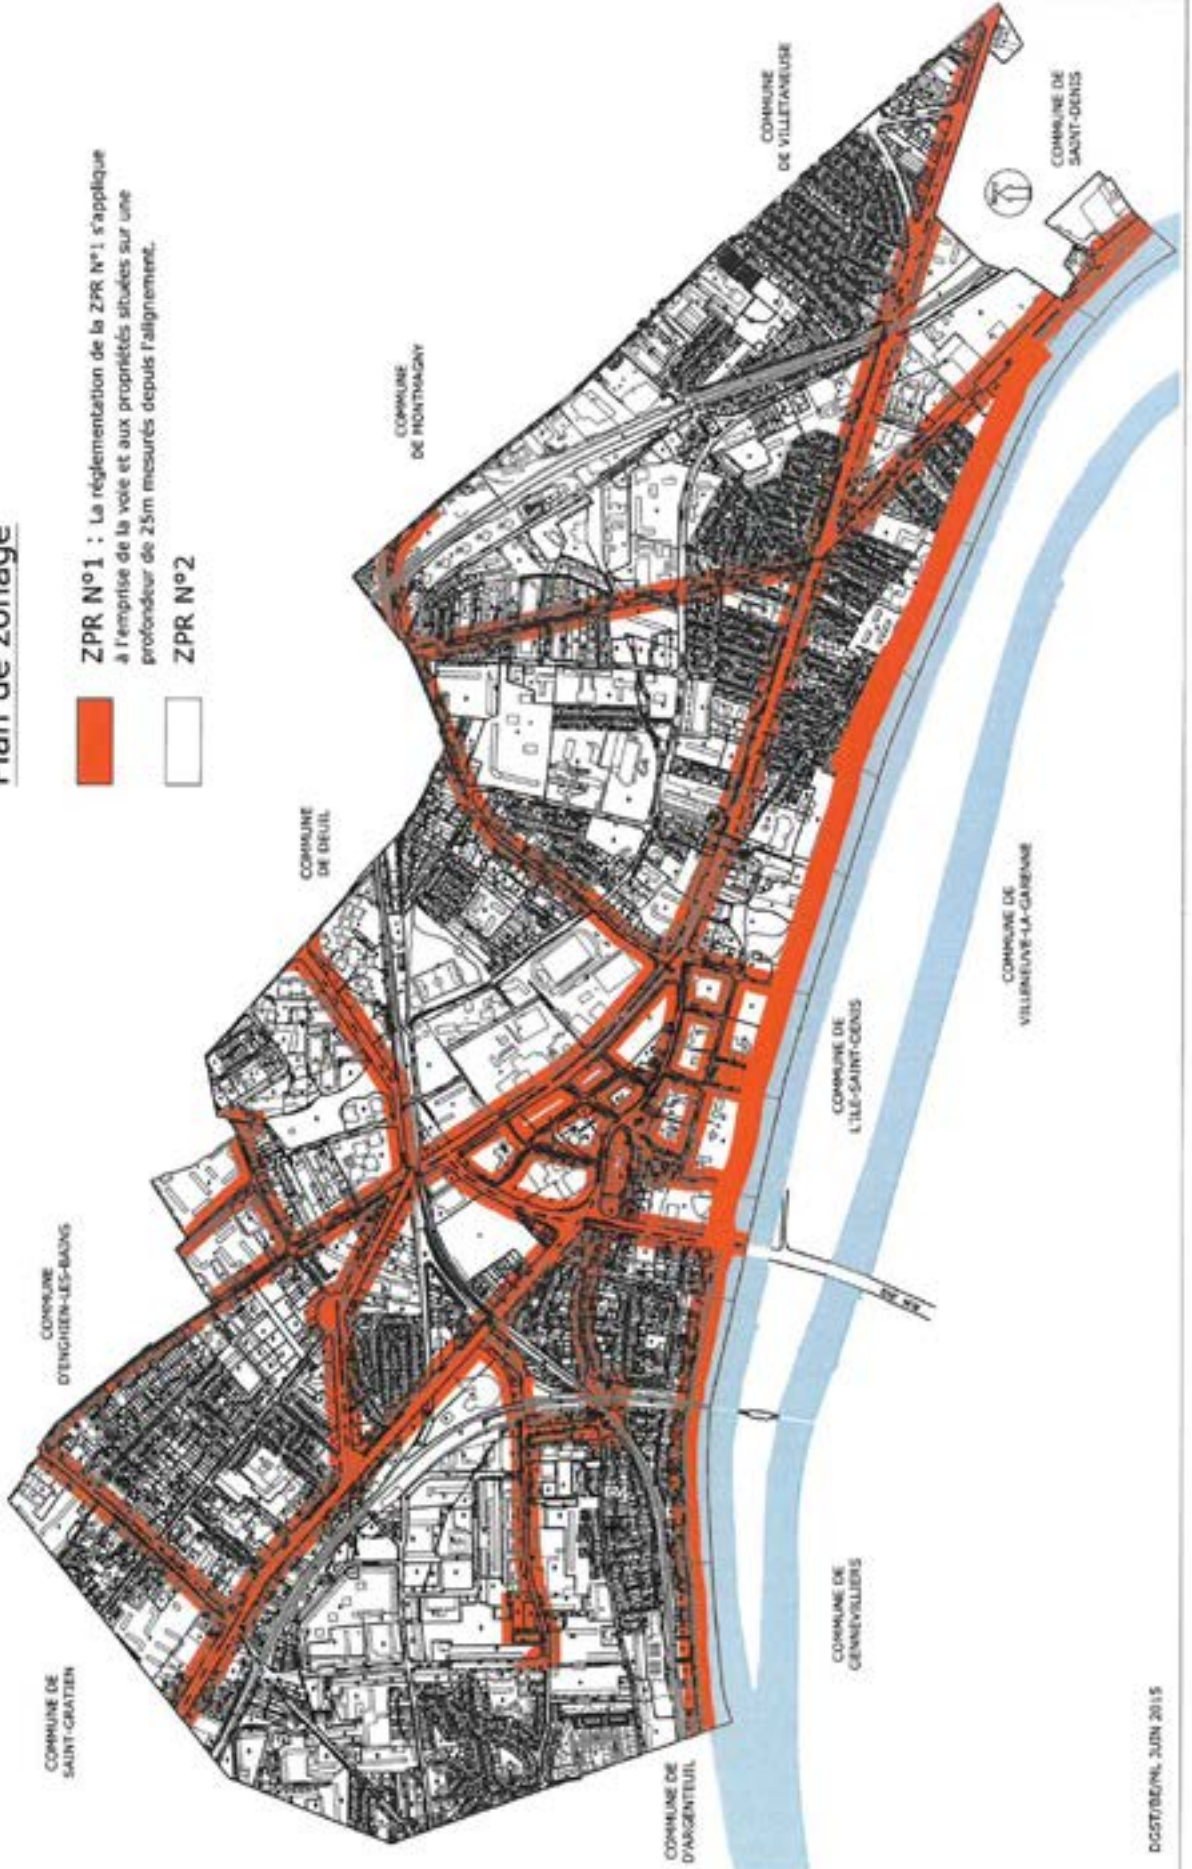 Plan de zonage
ZPR N°1 : La réglementation de la ZPR N°1 s'applique
à l'emprise de la voie et aux propriétés situées sur une
profondeur de 25m mesurés depuis l'alignement.
ZPR N°2
COMMUNE DE
SAINT-GRATIEN
COMMUNE
D'ENGHIEN-LES-BAINS
COMMUNE
DE DEUIL
COMMUNE
DE MONTMAGNY
COMMUNE
DE VILLETANEUSE
COMMUNE DE
SAINT-DENIS
COMMUNE DE
D'ARGENTEUIL
COMMUNE DE
GENNEVILLIERS
COMMUNE DE
L'ILE-SAINT-DENIS
COMMUNE DE
VILLENEUVE-LA-GARENNE
DGST/BE/NL JUIN 2015